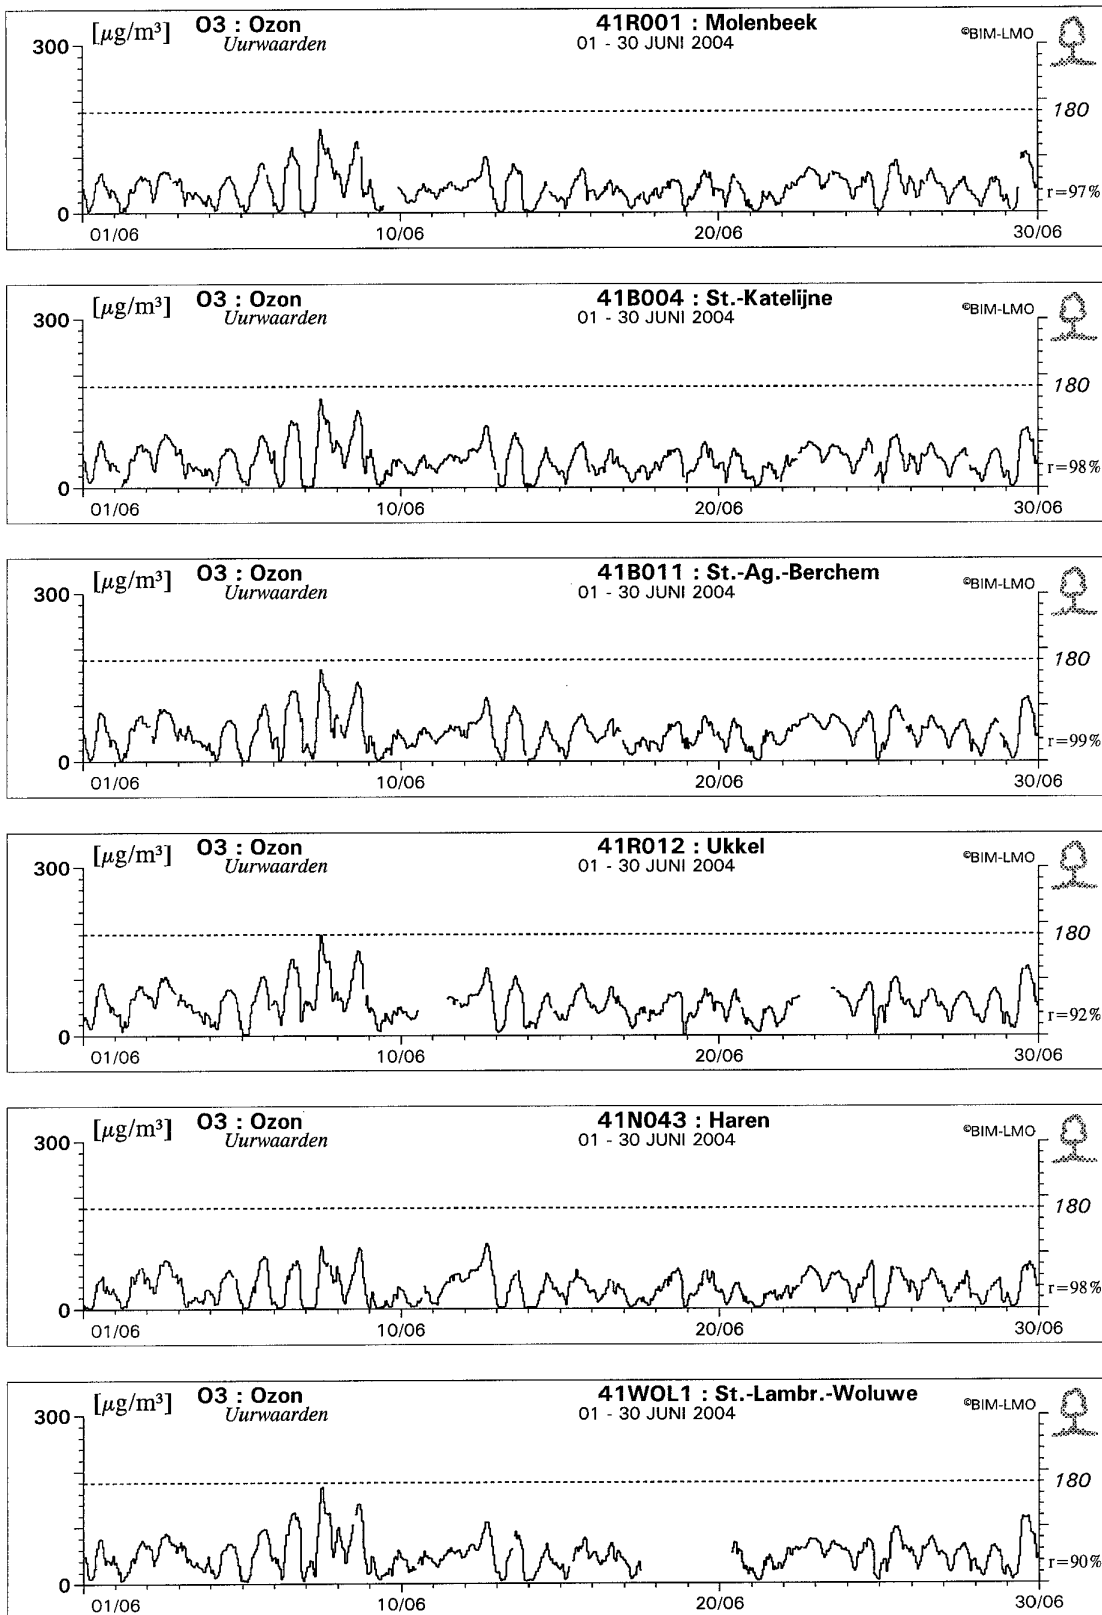 [µg/m³] O3 : Ozon 41R001 : Molenbeek ©BIM-LMO
300 Uurwaarden 01 - 30 JUNI 2004
180
r=97%
0
01/06 10/06 20/06 30/06
[µg/m³] O3 : Ozon 41B004 : St.-Katelijne ©BIM-LMO
300 Uurwaarden 01 - 30 JUNI 2004
180
r=98%
0
01/06 10/06 20/06 30/06
[µg/m³] O3 : Ozon 41B011 : St.-Ag.-Berchem ©BIM-LMO
300 Uurwaarden 01 - 30 JUNI 2004
180
r=99%
0
01/06 10/06 20/06 30/06
[µg/m³] O3 : Ozon 41R012 : Ukkel ©BIM-LMO
300 Uurwaarden 01 - 30 JUNI 2004
180
r=92%
0
01/06 10/06 20/06 30/06
[µg/m³] O3 : Ozon 41N043 : Haren ©BIM-LMO
300 Uurwaarden 01 - 30 JUNI 2004
180
r=98%
0
01/06 10/06 20/06 30/06
[µg/m³] O3 : Ozon 41WOL1 : St.-Lambr.-Woluwe ©BIM-LMO
300 Uurwaarden 01 - 30 JUNI 2004
180
r=90%
0
01/06 10/06 20/06 30/06